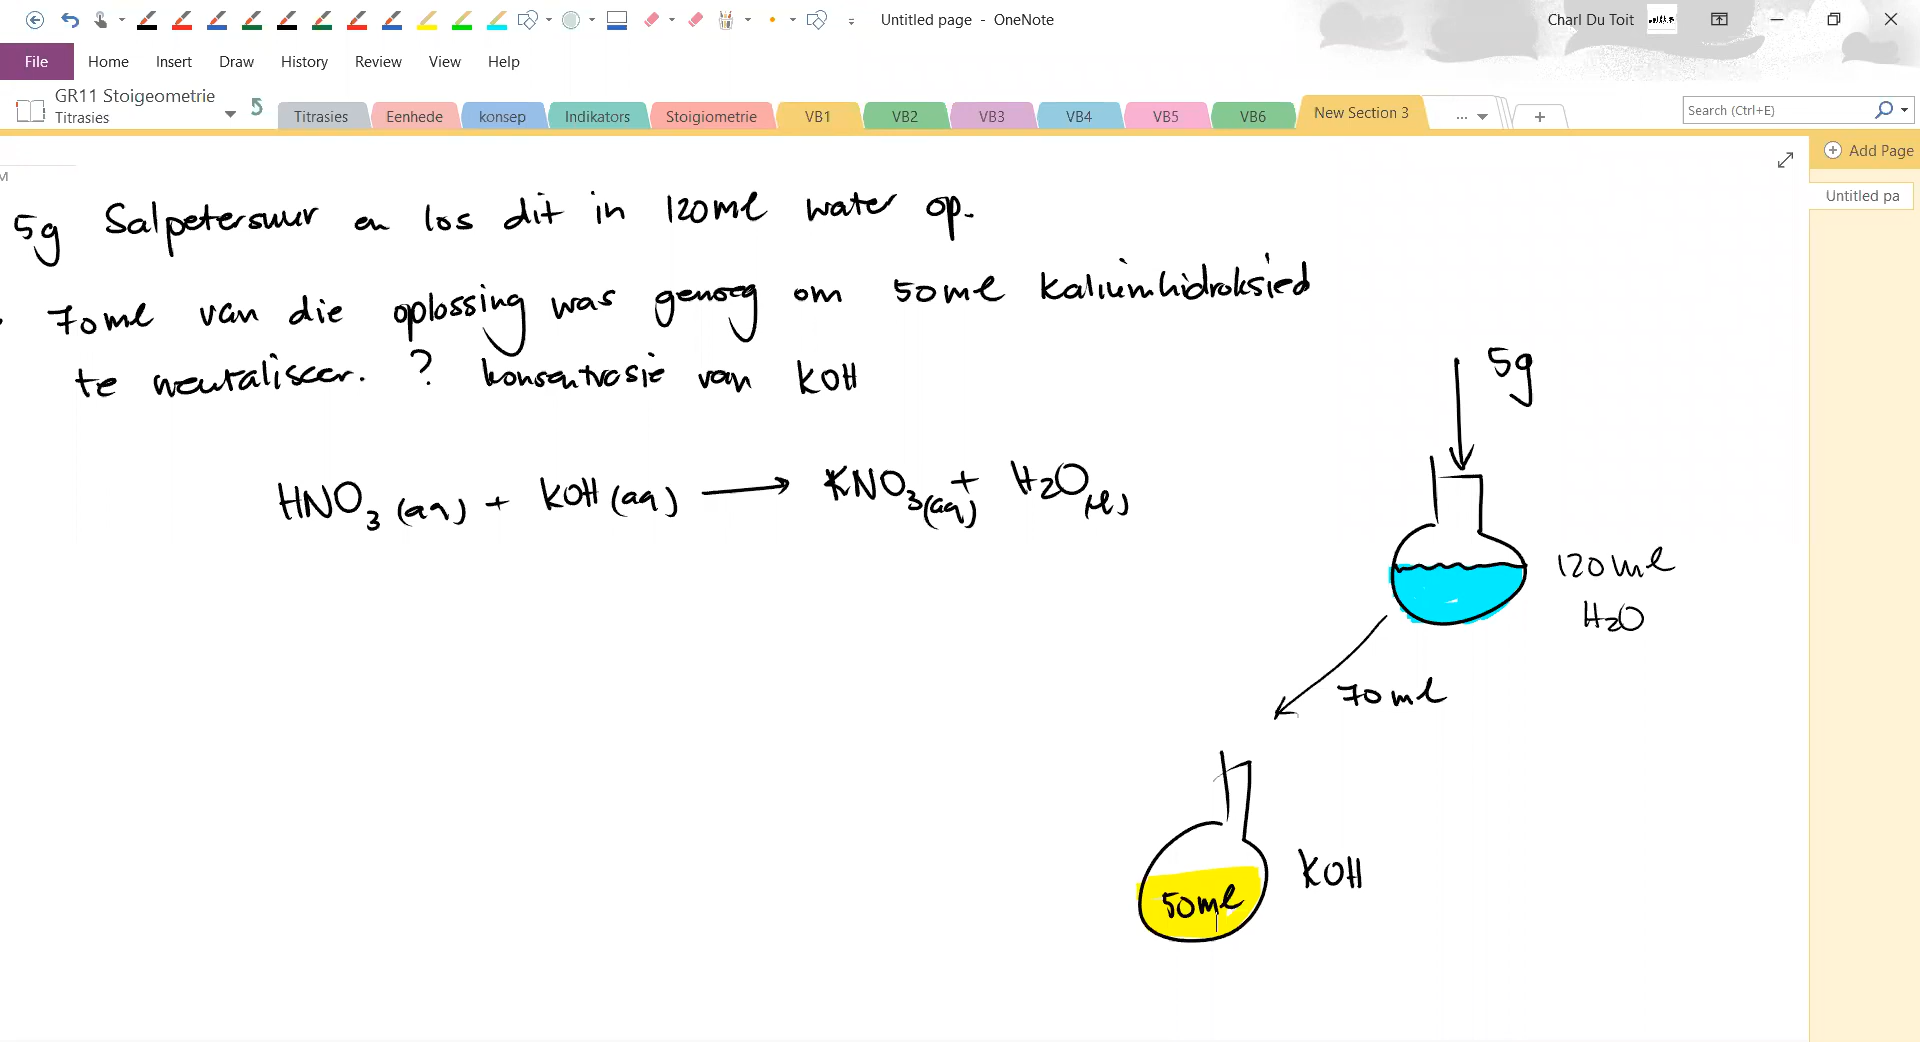 Untitled page - OneNote
Charl Du Toit
File Home Insert Draw History Review View Help
GR11 Stoigeometrie
Titrasies
Titrasies Eenhede konsep Indikators Stoigiometrie VB1 VB2 VB3 VB4 VB5 VB6 New Section 3 ... +
Search (Ctrl+E)
Add Page
Untitled pa
M
5g Salpetersuur en los dit in 120ml water op.
70ml van die oplossing was genoeg om 50ml kaliumhidroksied
te neutaliseer. ? konsentrasie van KOH
HNO₃(aq) + KOH(aq) → KNO₃(aq) + H₂O(l)
5g
120ml
H₂O
70ml
50ml
KOH